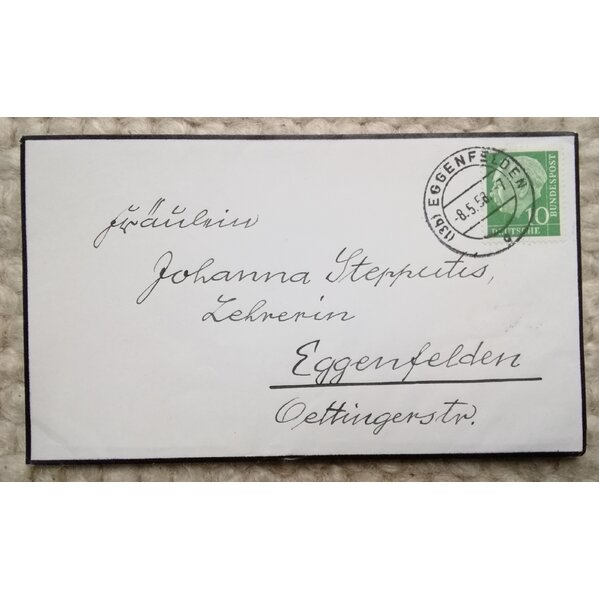 (13b) EGGENFELDEN
-8.5.58-
b
10
DEUTSCHE
BUNDESPOST
Fräulein
Johanna Stepputis,
Lehrerin
Eggenfelden
Oettingerstr.